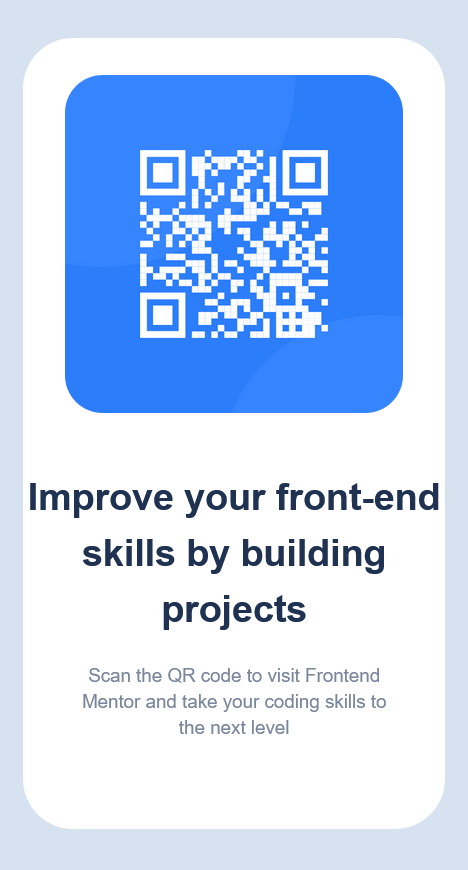 Improve your front-end
skills by building
projects
Scan the QR code to visit Frontend
Mentor and take your coding skills to
the next level